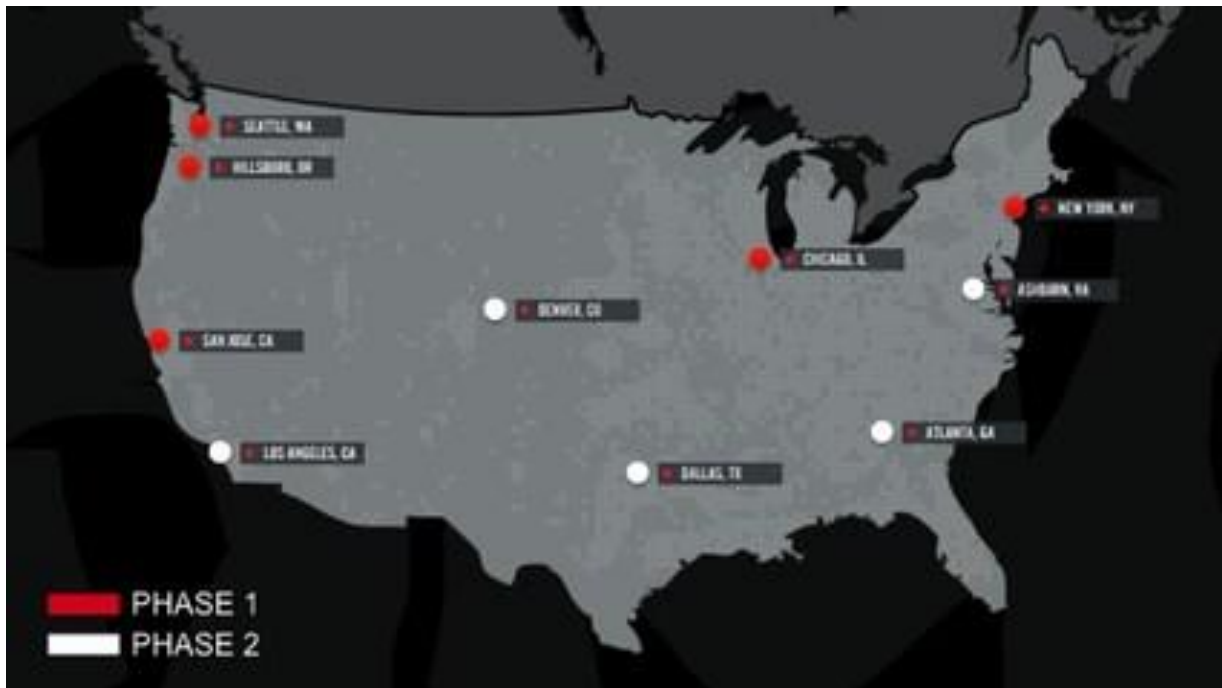 SEATTLE, WA
HILLSBORO, OR
NEW YORK, NY
CHICAGO, IL
ASHBURN, VA
DENVER, CO
SAN JOSE, CA
ATLANTA, GA
LOS ANGELES, CA
DALLAS, TX
PHASE 1
PHASE 2